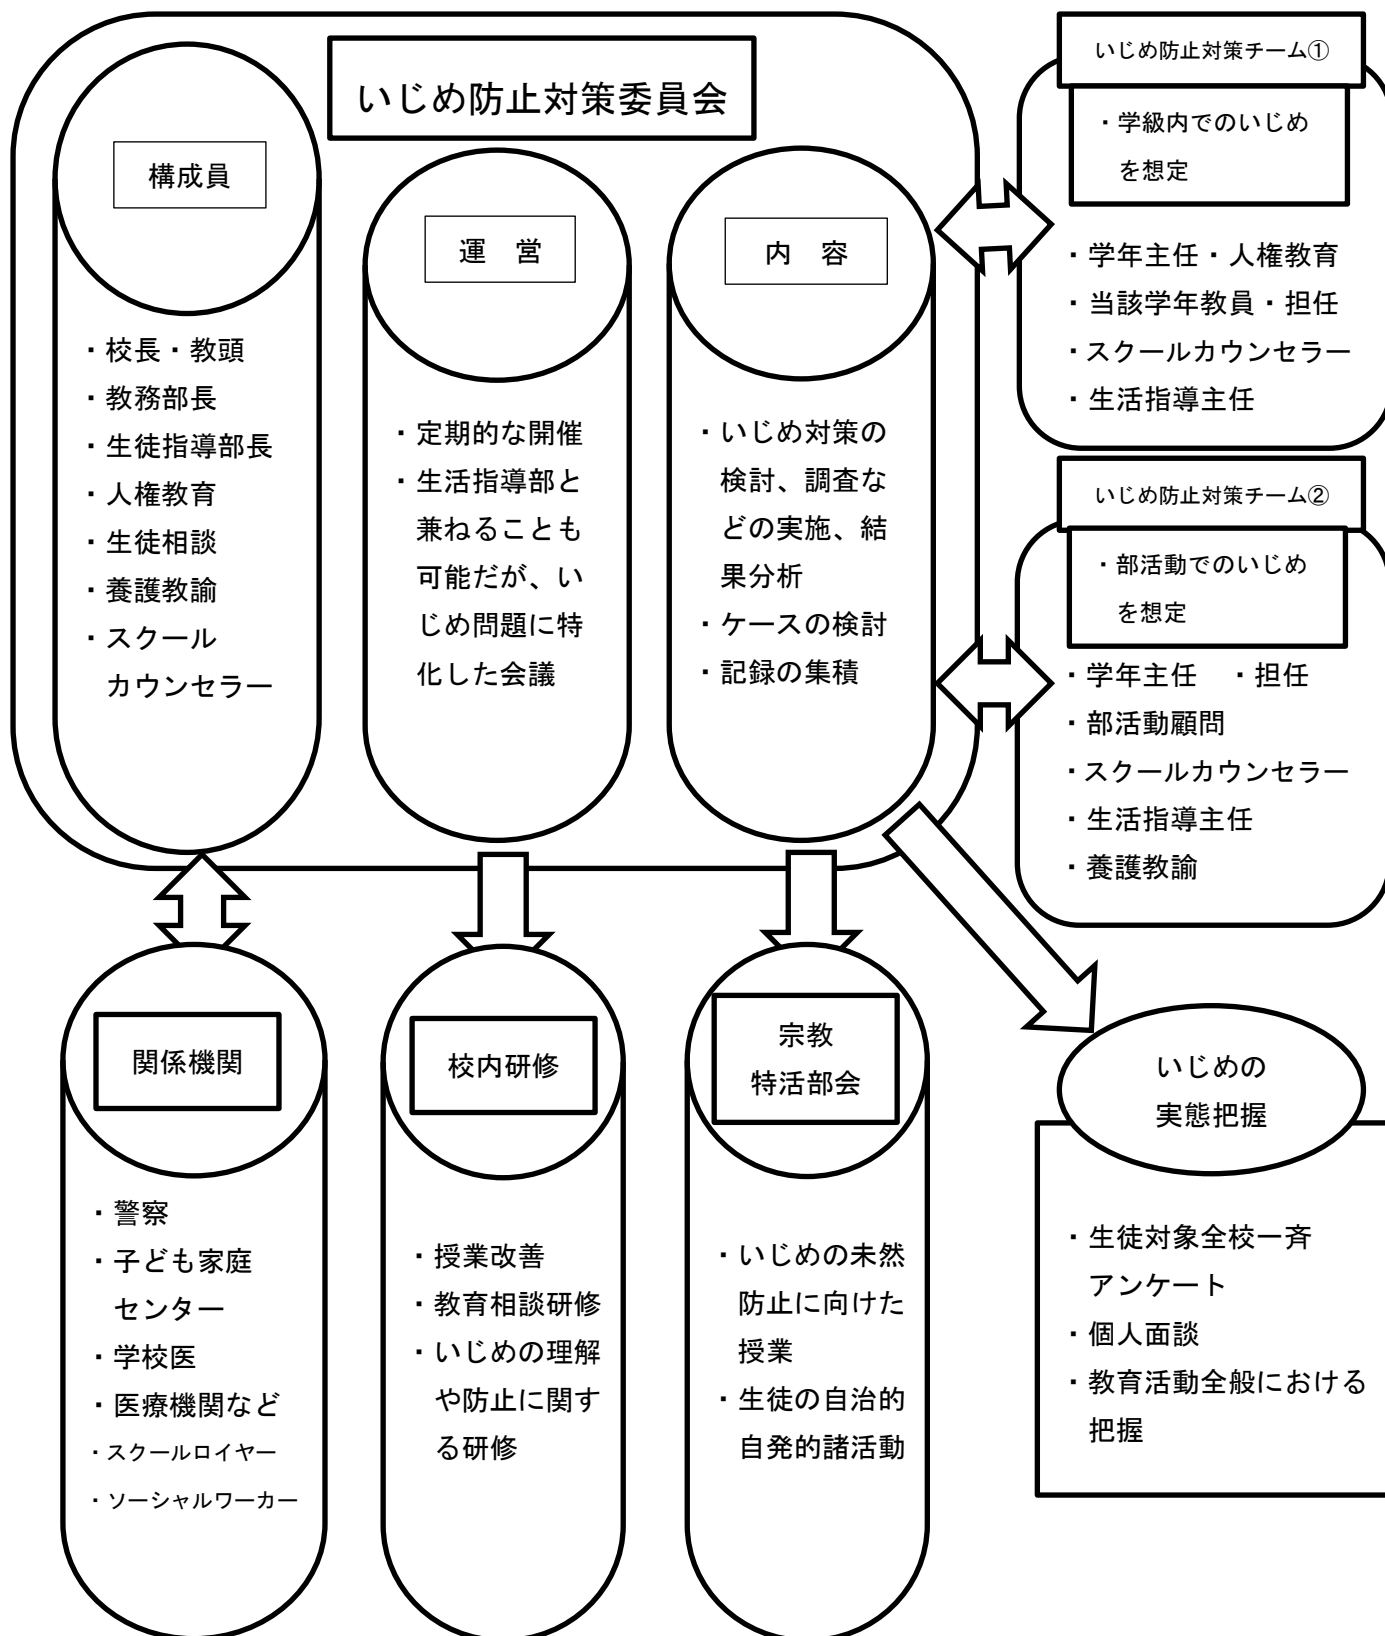 いじめ防止対策委員会
構成員
・校長・教頭
・教務部長
・生徒指導部長
・人権教育
・生徒相談
・養護教諭
・スクール
カウンセラー
運　営
・定期的な開催
・生活指導部と
兼ねることも
可能だが、い
じめ問題に特
化した会議
内　容
・いじめ対策の
検討、調査な
どの実施、結
果分析
・ケースの検討
・記録の集積
いじめ防止対策チーム①
・学級内でのいじめ
を想定
・学年主任・人権教育
・当該学年教員・担任
・スクールカウンセラー
・生活指導主任
いじめ防止対策チーム②
・部活動でのいじめ
を想定
・学年主任　・担任
・部活動顧問
・スクールカウンセラー
・生活指導主任
・養護教諭
関係機関
・警察
・子ども家庭
センター
・学校医
・医療機関など
・スクールロイヤー
・ソーシャルワーカー
校内研修
・授業改善
・教育相談研修
・いじめの理解
や防止に関す
る研修
宗教
特活部会
・いじめの未然
防止に向けた
授業
・生徒の自治的
自発的諸活動
いじめの
実態把握
・生徒対象全校一斉
アンケート
・個人面談
・教育活動全般における
把握